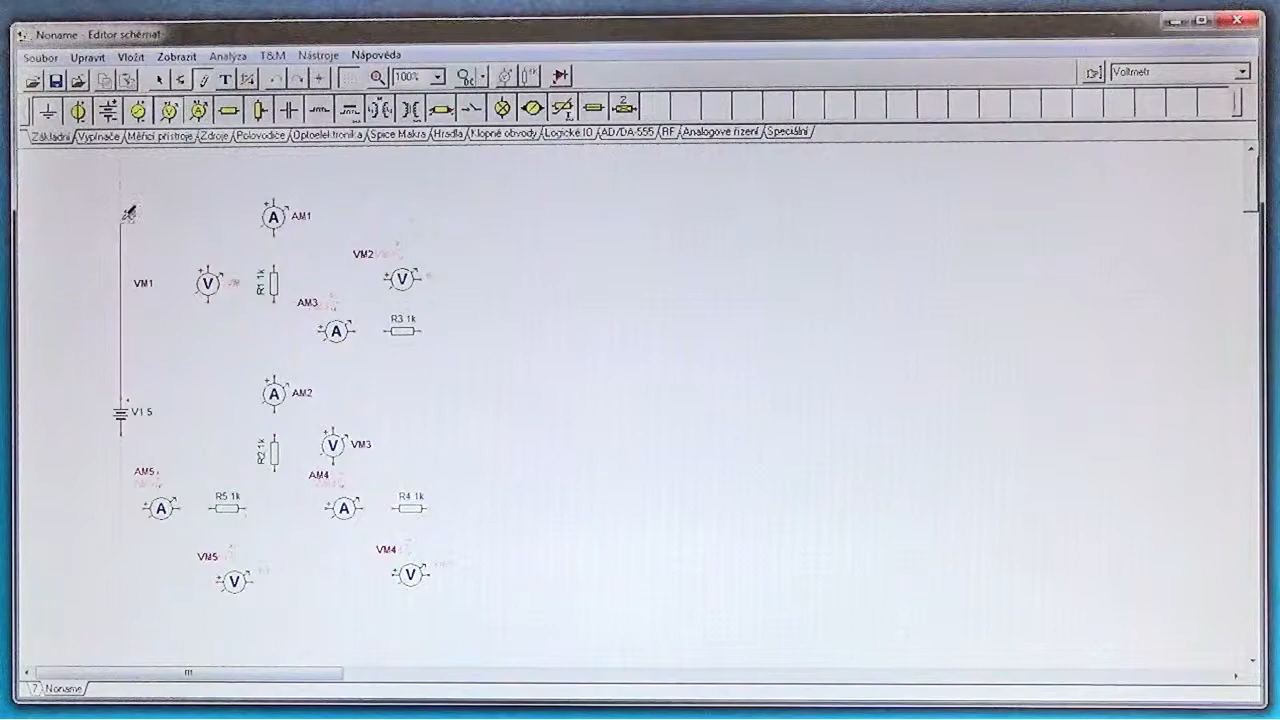 Noname - Editor schémat
Soubor Upravit Vložit Zobrazit Analýza T&M Nástroje Nápověda
T 100% Voltmetr
Základní Vypínače Měřicí přístroje Zdroje Polovodiče Optoelektronika Spice Makra Hradla Klopné obvody Logické IO AD/DA-555 RF Analogové řízení Speciální
A AM1
VM2
VM1 V R1 1k V
AM3
R3 1k
A
A AM2
V1 5
R2 1k V VM3
AM5 AM4
R5 1k R4 1k
A A
VM5 VM4
V V
7 Noname